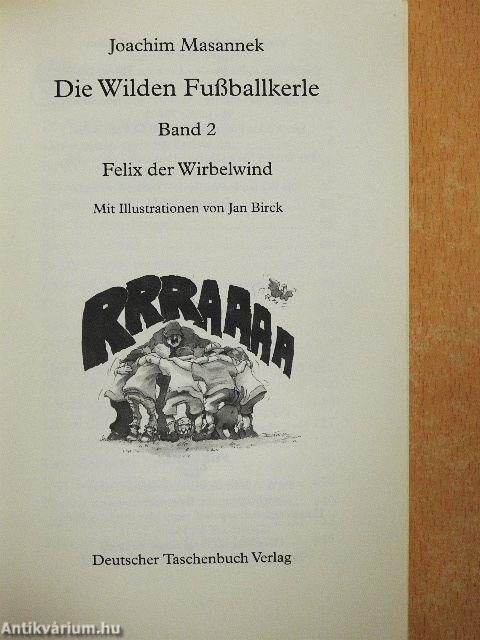 Joachim Masannek
Die Wilden Fußballkerle
Band 2
Felix der Wirbelwind
Mit Illustrationen von Jan Birck
RRRAAAA
Deutscher Taschenbuch Verlag
Antikvárium.hu